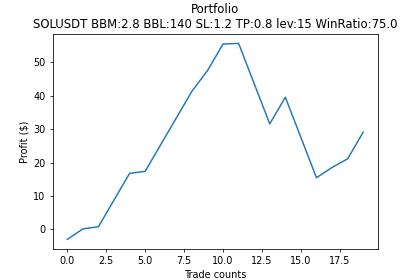 Portfolio
SOLUSDT BBM:2.8 BBL:140 SL:1.2 TP:0.8 lev:15 WinRatio:75.0
Profit ($)
50
40
30
20
10
0
0.0 2.5 5.0 7.5 10.0 12.5 15.0 17.5
Trade counts